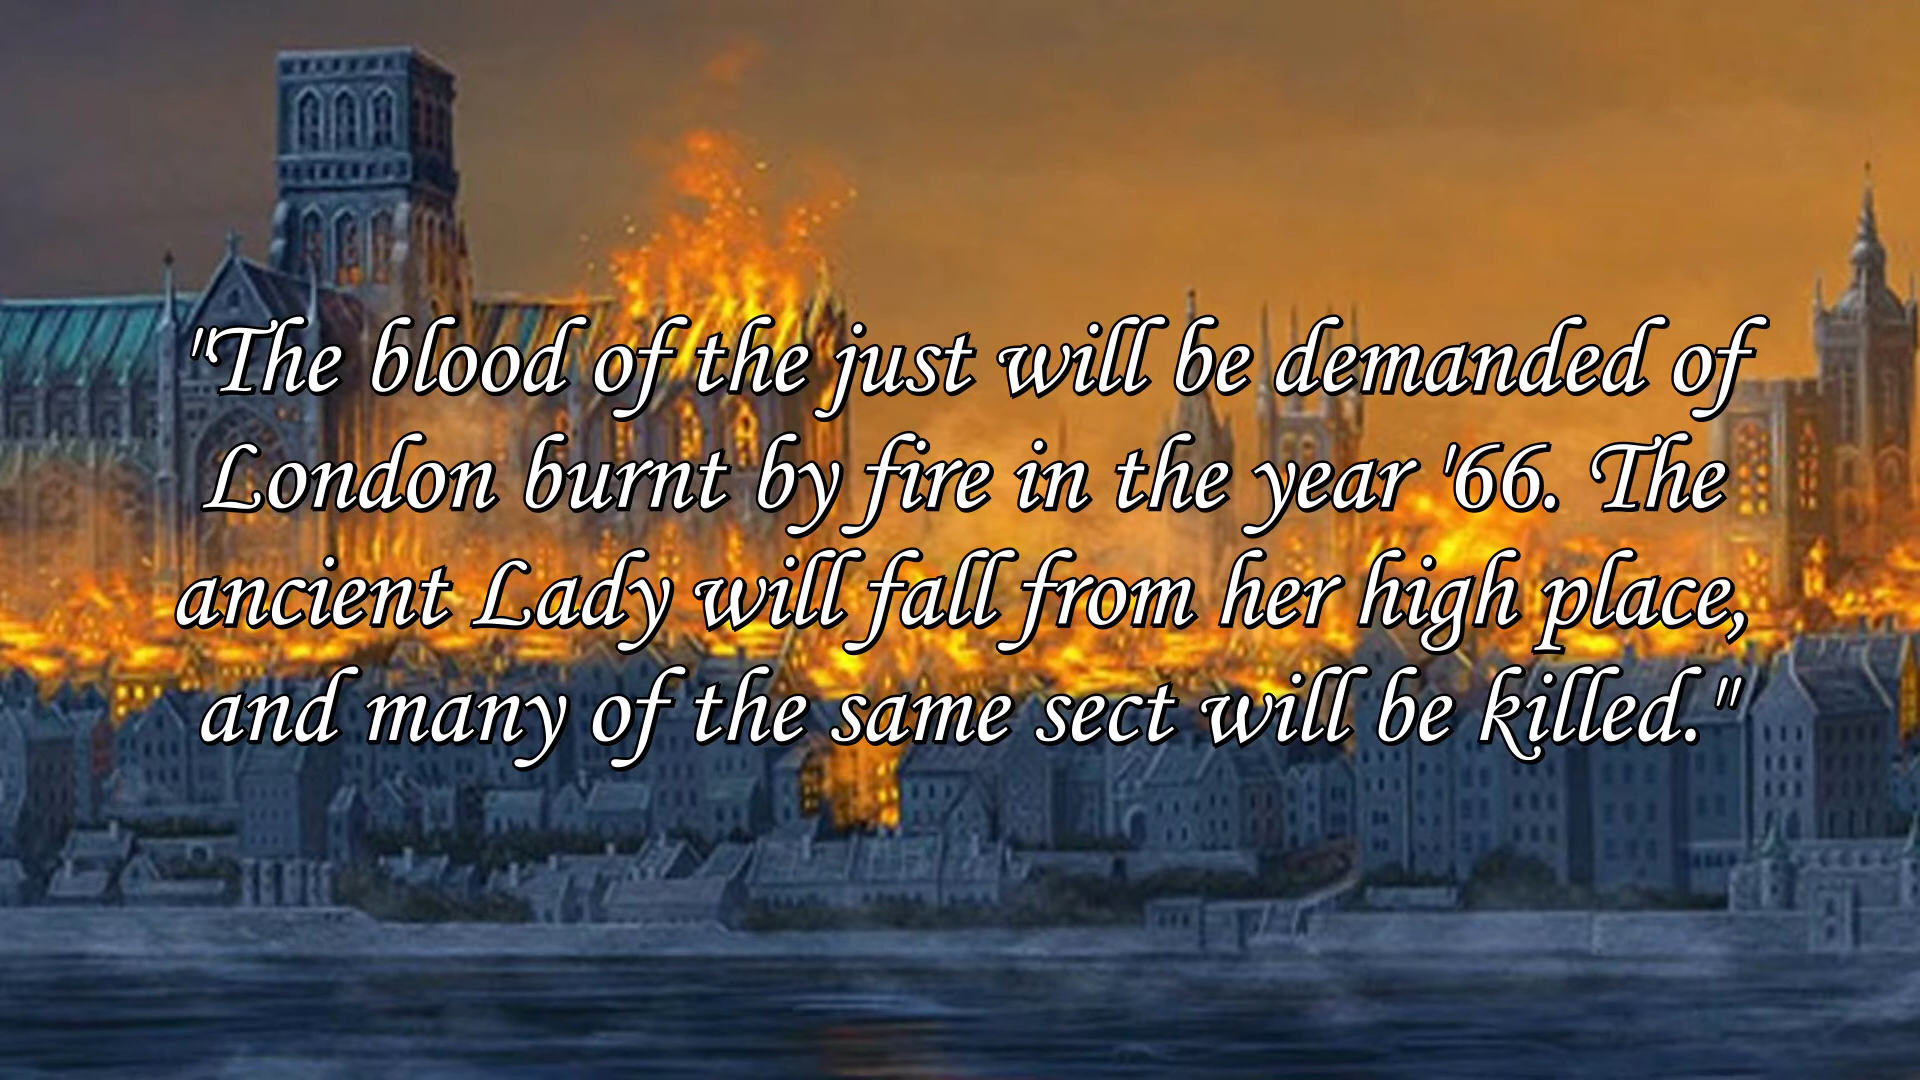 "The blood of the just will be demanded of
London burnt by fire in the year '66. The
ancient Lady will fall from her high place,
and many of the same sect will be killed."